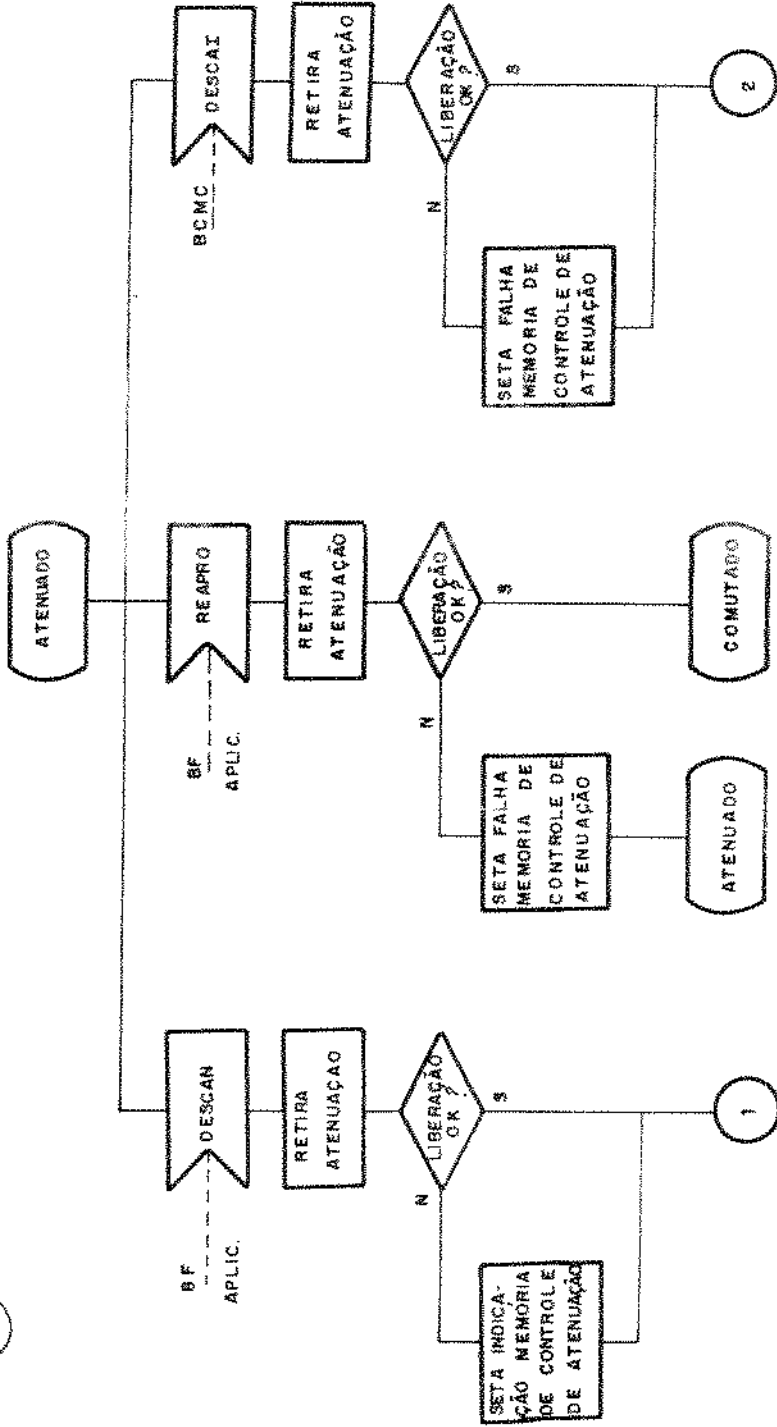 ATENUADO
BF
APLIC.
DESCAN
RETIRA
ATENUAÇAO
LIBERAÇÃO
OK ?
N
S
SETA INDICA-
ÇÃO MEMORIA
DE CONTROLE
DE ATENUAÇÃO
1
BF
APLIC.
REAPRO
RETIRA
ATENUAÇÃO
LIBERAÇÃO
OK ?
N
S
SETA FALHA
MEMORIA DE
CONTROLE DE
ATENUAÇÃO
ATENUADO
COMUTADO
BCMC
DESCAI
RETIRA
ATENUAÇÃO
LIBERAÇÃO
OK ?
N
S
SETA FALHA
MEMORIA DE
CONTROLE DE
ATENUAÇÃO
2